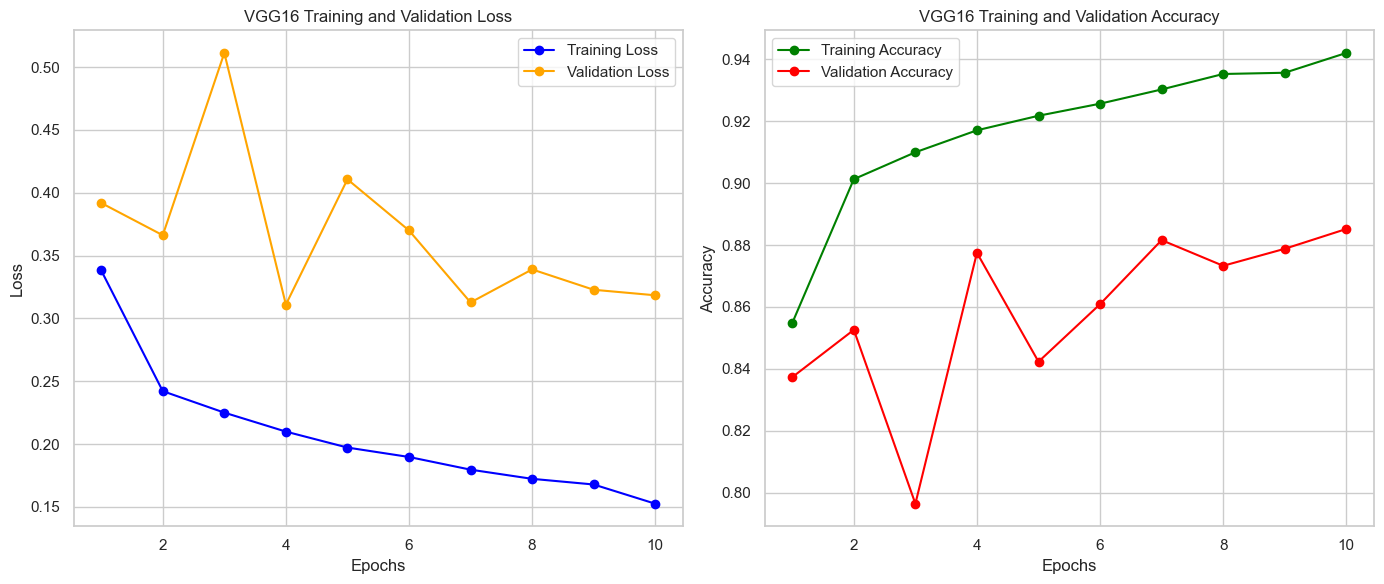 VGG16 Training and Validation Loss
Training Loss
Validation Loss
0.50
0.45
0.40
0.35
0.30
0.25
0.20
0.15
Loss
2 4 6 8 10
Epochs
VGG16 Training and Validation Accuracy
Training Accuracy
Validation Accuracy
0.94
0.92
0.90
0.88
0.86
0.84
0.82
0.80
Accuracy
2 4 6 8 10
Epochs